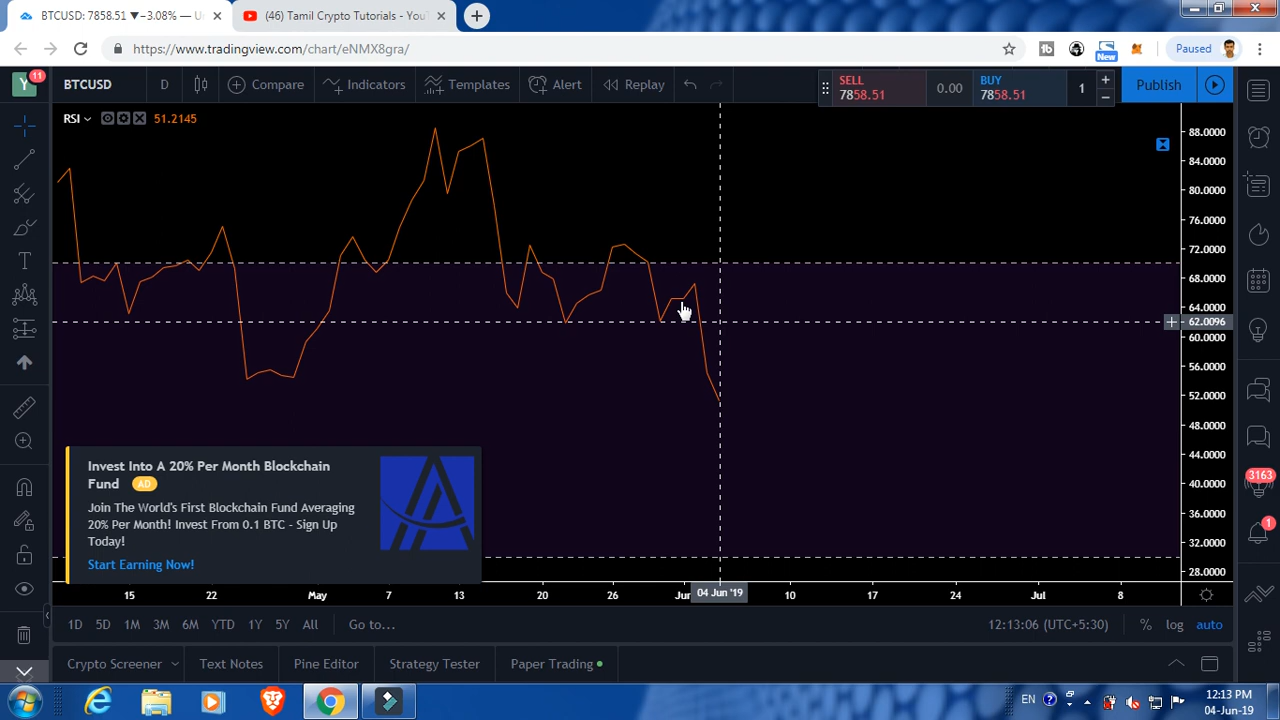 BTCUSD: 7858.51 ▼−3.08% — U
(46) Tamil Crypto Tutorials - You
https://www.tradingview.com/chart/eNMX8gra/
New
Paused
11
BTCUSD
D
Compare
Indicators
Templates
Alert
Replay
SELL
7858.51
0.00
BUY
7858.51
1
Publish
RSI
51.2145
88.0000
84.0000
80.0000
76.0000
72.0000
68.0000
64.0000
62.0096
60.0000
56.0000
52.0000
48.0000
44.0000
40.0000
36.0000
32.0000
28.0000
3163
1
Invest Into A 20% Per Month Blockchain
Fund AD
Join The World's First Blockchain Fund Averaging
20% Per Month! Invest From 0.1 BTC - Sign Up
Today!
Start Earning Now!
15 22 May 7 13 20 26 Jun 04 Jun '19 10 17 24 Jul 8
1D 5D 1M 3M 6M YTD 1Y 5Y All Go to... 12:13:06 (UTC+5:30) % log auto
Crypto Screener Text Notes Pine Editor Strategy Tester Paper Trading
EN
12:13 PM
04-Jun-19